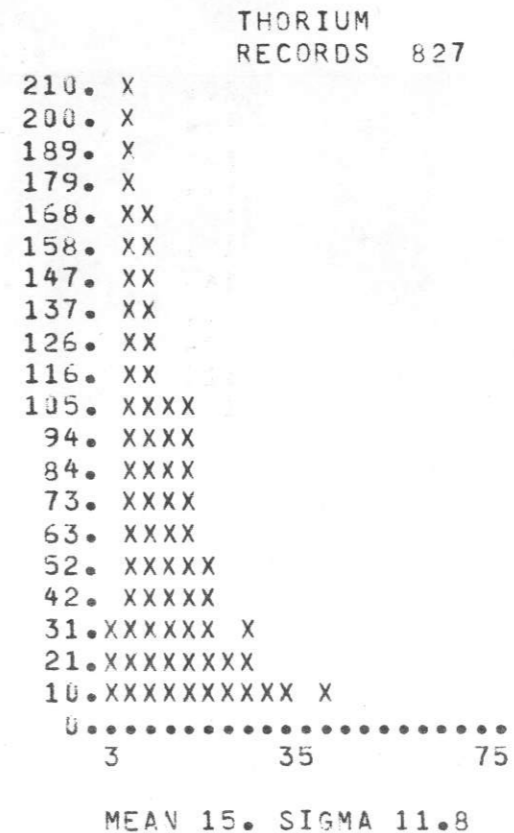 THORIUM
RECORDS  827
210.  X
200.  X
189.  X
179.  X
168.  XX
158.  XX
147.  XX
137.  XX
126.  XX
116.  XX
105.  XXXX
 94.  XXXX
 84.  XXXX
 73.  XXXX
 63.  XXXX
 52.  XXXXX
 42.  XXXXX
 31.XXXXXX  X
 21.XXXXXXXX
 10.XXXXXXXXXX  X
  0......................
3          35          75
MEAN 15. SIGMA 11.8